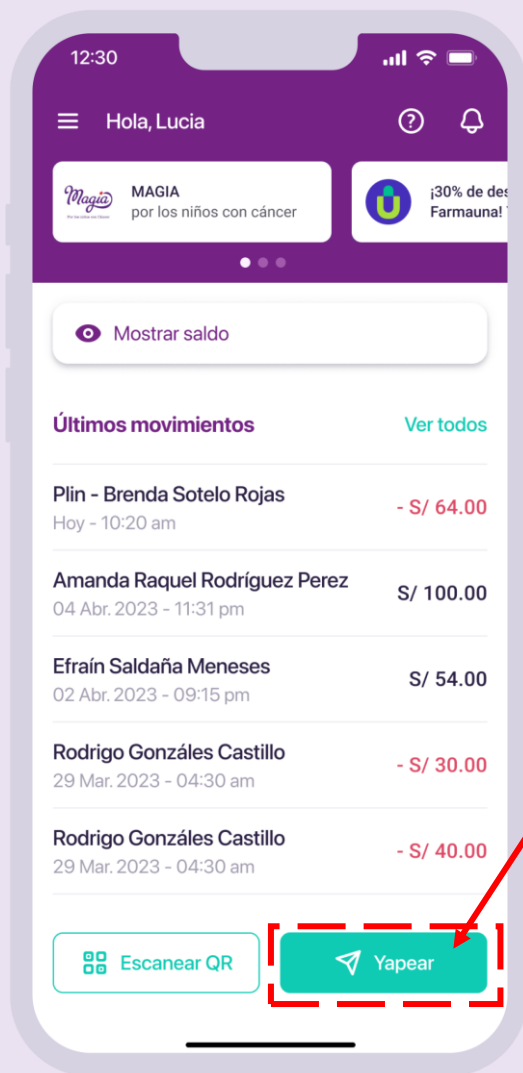 12:30
Hola, Lucia
Magia
MAGIA
por los niños con cáncer
¡30% de des
Farmauna!
Mostrar saldo
Últimos movimientos
Ver todos
Plin - Brenda Sotelo Rojas
- S/ 64.00
Hoy - 10:20 am
Amanda Raquel Rodríguez Perez
S/ 100.00
04 Abr. 2023 - 11:31 pm
Efraín Saldaña Meneses
S/ 54.00
02 Abr. 2023 - 09:15 pm
Rodrigo Gonzáles Castillo
- S/ 30.00
29 Mar. 2023 - 04:30 am
Rodrigo Gonzáles Castillo
- S/ 40.00
29 Mar. 2023 - 04:30 am
Escanear QR
Yapear